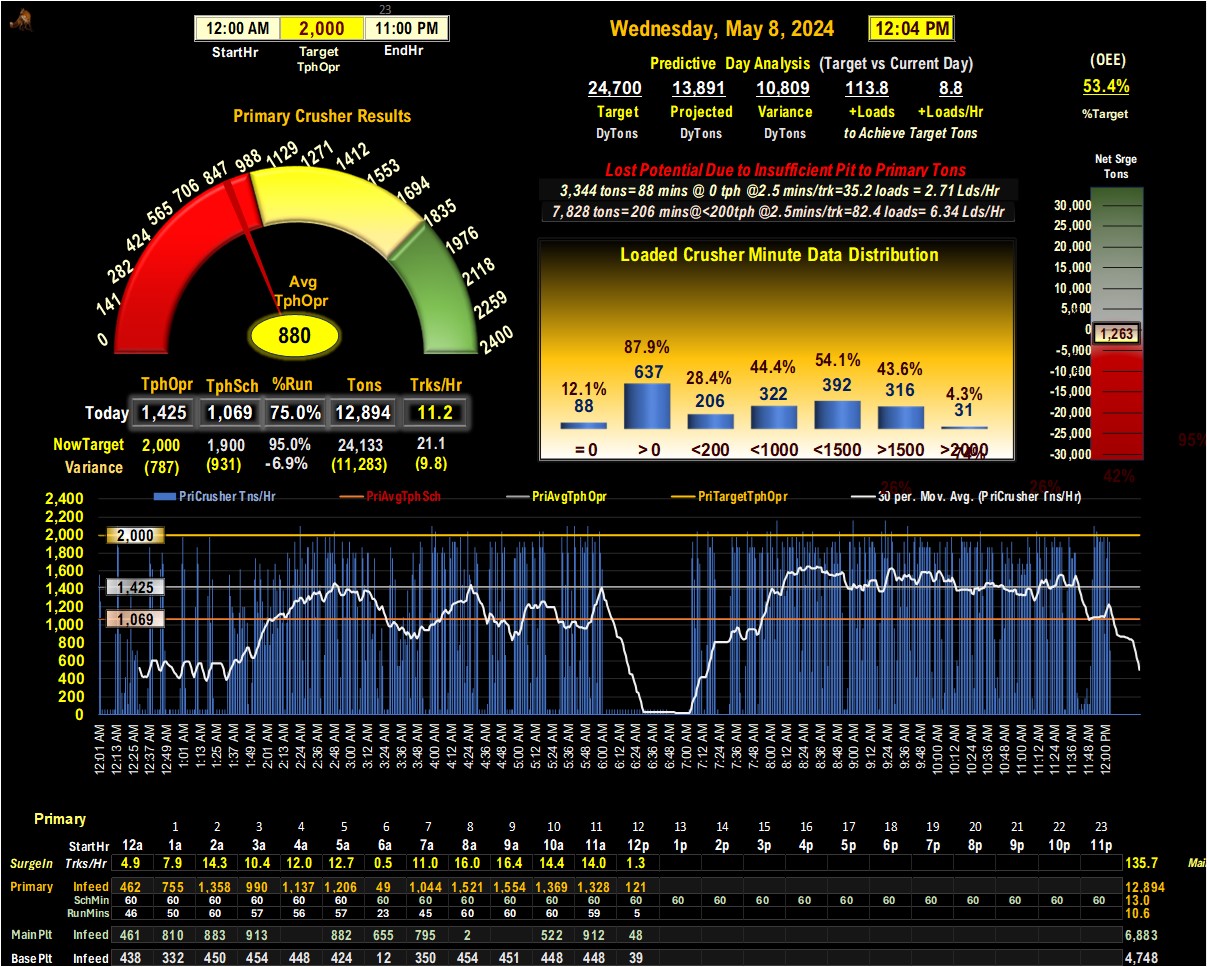 23
12:00 AM 2,000 11:00 PM
StartHr Target EndHr
TphOpr
Wednesday, May 8, 2024 12:04 PM
Predictive Day Analysis (Target vs Current Day)
24,700 13,891 10,809 113.8 8.8
Target Projected Variance +Loads +Loads/Hr
DyTons DyTons DyTons to Achieve Target Tons
(OEE)
53.4%
%Target
Primary Crusher Results
0 141 282 424 565 706 847 988 1129 1271 1412 1553 1694 1835 1976 2118 2259 2400
Avg
TphOpr
880
Lost Potential Due to Insufficient Pit to Primary Tons
3,344 tons=88 mins @ 0 tph @2.5 mins/trk=35.2 loads = 2.71 Lds/Hr
7,828 tons=206 mins@<200tph @2.5mins/trk=82.4 loads= 6.34 Lds/Hr
Loaded Crusher Minute Data Distribution
12.1% 87.9% 28.4% 44.4% 54.1% 43.6% 4.3%
88 637 206 322 392 316 31
= 0 > 0 <200 <1000 <1500 >1500 >2000
Net Srge
Tons
30,000
25,000
20,000
15,000
10,000
5,000
0
1,263
-5,000
-10,000
-15,000
-20,000
-25,000
-30,000
95%
42%
26%
26%
TphOpr TphSch %Run Tons Trks/Hr
Today 1,425 1,069 75.0% 12,894 11.2
NowTarget 2,000 1,900 95.0% 24,133 21.1
Variance (787) (931) -6.9% (11,283) (9.8)
PriCrusher Tns/Hr PriAvgTphSch PriAvgTphOpr PriTargetTphOpr 30 per. Mov. Avg. (PriCrusher Tns/Hr)
2,400
2,200
2,000
1,800
1,600
1,400
1,200
1,000
800
600
400
200
0
2,000
1,425
1,069
12:01 AM 12:13 AM 12:25 AM 12:37 AM 12:49 AM 1:01 AM 1:13 AM 1:25 AM 1:37 AM 1:49 AM 2:01 AM 2:13 AM 2:24 AM 2:36 AM 2:48 AM 3:00 AM 3:12 AM 3:24 AM 3:36 AM 3:48 AM 4:00 AM 4:12 AM 4:24 AM 4:36 AM 4:48 AM 5:00 AM 5:12 AM 5:24 AM 5:36 AM 5:48 AM 6:00 AM 6:12 AM 6:24 AM 6:36 AM 6:48 AM 7:00 AM 7:12 AM 7:24 AM 7:36 AM 7:48 AM 8:00 AM 8:12 AM 8:24 AM 8:36 AM 8:48 AM 9:00 AM 9:12 AM 9:24 AM 9:36 AM 9:48 AM 10:00 AM 10:12 AM 10:24 AM 10:36 AM 10:48 AM 11:00 AM 11:12 AM 11:24 AM 11:36 AM 11:48 AM 12:00 PM
Primary
1 2 3 4 5 6 7 8 9 10 11 12 13 14 15 16 17 18 19 20 21 22 23
StartHr 12a 1a 2a 3a 4a 5a 6a 7a 8a 9a 10a 11a 12p 1p 2p 3p 4p 5p 6p 7p 8p 9p 10p 11p
SurgeIn Trks/Hr 4.9 7.9 14.3 10.4 12.0 12.7 0.5 11.0 16.0 16.4 14.4 14.0 1.3 135.7
Primary Infeed 462 755 1,358 990 1,137 1,206 49 1,044 1,521 1,554 1,369 1,328 121 12,894
SchMin 60 60 60 60 60 60 60 60 60 60 60 60 60 60 60 60 60 60 60 60 60 60 60 60 13.0
RunMins 46 50 60 57 56 57 23 45 60 60 60 59 5 10.6
MainPlt Infeed 461 810 883 913 882 655 795 2 522 912 48 6,883
BasePlt Infeed 438 332 450 454 448 424 12 350 454 451 448 448 39 4,748